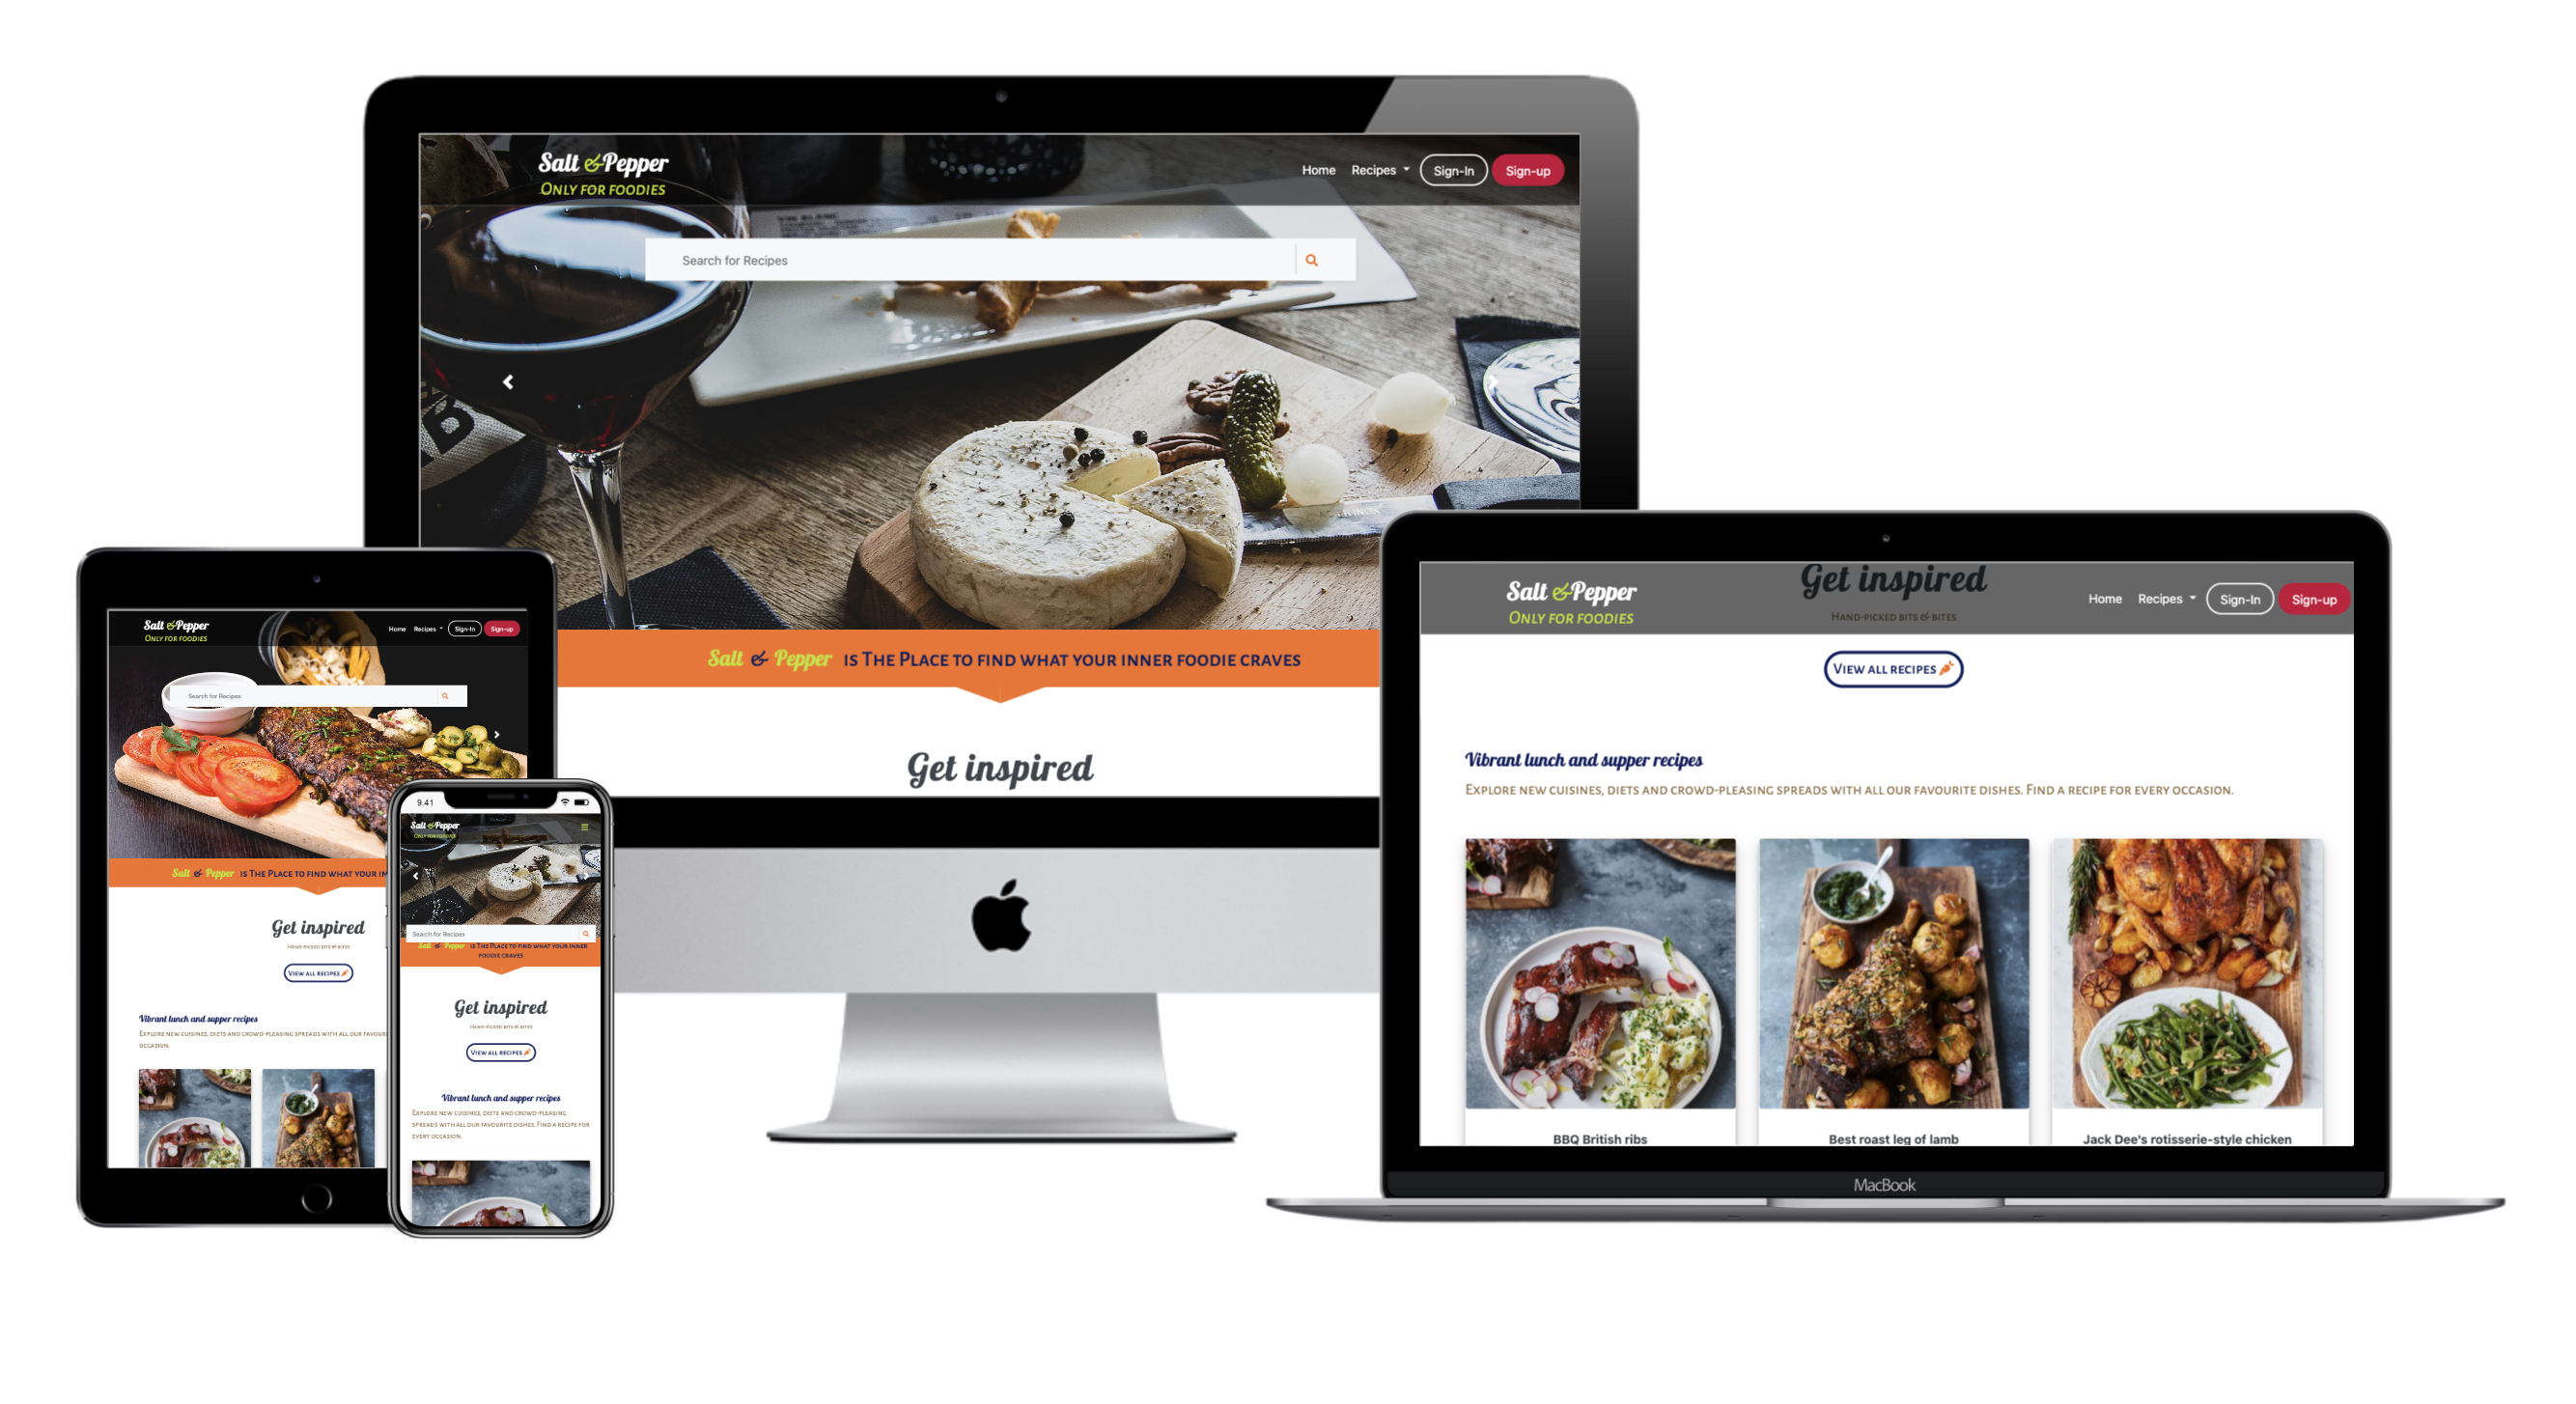 Salt & Pepper
Only for foodies
Home Recipes Sign-In Sign-up
Search for Recipes
Salt & Pepper is The Place to find what your inner foodie craves
Get inspired
Salt & Pepper
Only for foodies
Home Recipes Sign-In Sign-up
Search for Recipes
Salt & Pepper is The Place to find what your in
Get inspired
Hand-picked bits & bites
View all recipes
Vibrant lunch and supper recipes
Explore new cuisines, diets and crowd-pleasing spreads with all our favour
occasion.
9.41
Salt & Pepper
Only for foodies
Search for Recipes
Salt & Pepper is The Place to find what your inner
foodie craves
Get inspired
Hand-picked bits & bites
View all recipes
Vibrant lunch and supper recipes
Explore new cuisines, diets and crowd-pleasing
spreads with all our favourite dishes. Find a recipe for
every occasion.
Salt & Pepper
Only for foodies
Get inspired
Hand-picked bits & bites
Home Recipes Sign-In Sign-up
View all recipes
Vibrant lunch and supper recipes
Explore new cuisines, diets and crowd-pleasing spreads with all our favourite dishes. Find a recipe for every occasion.
BBQ British ribs
Best roast leg of lamb
Jack Dee's rotisserie-style chicken
MacBook